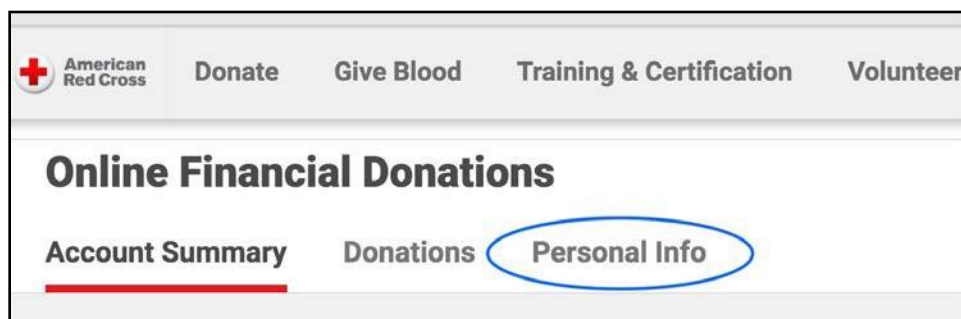 American Red Cross Donate Give Blood Training & Certification Volunteer
Online Financial Donations
Account Summary Donations Personal Info